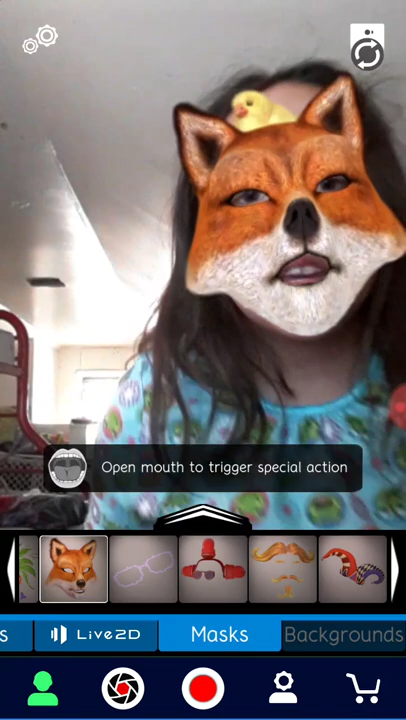 Open mouth to trigger special action
s
Live2D
Masks
Backgrounds